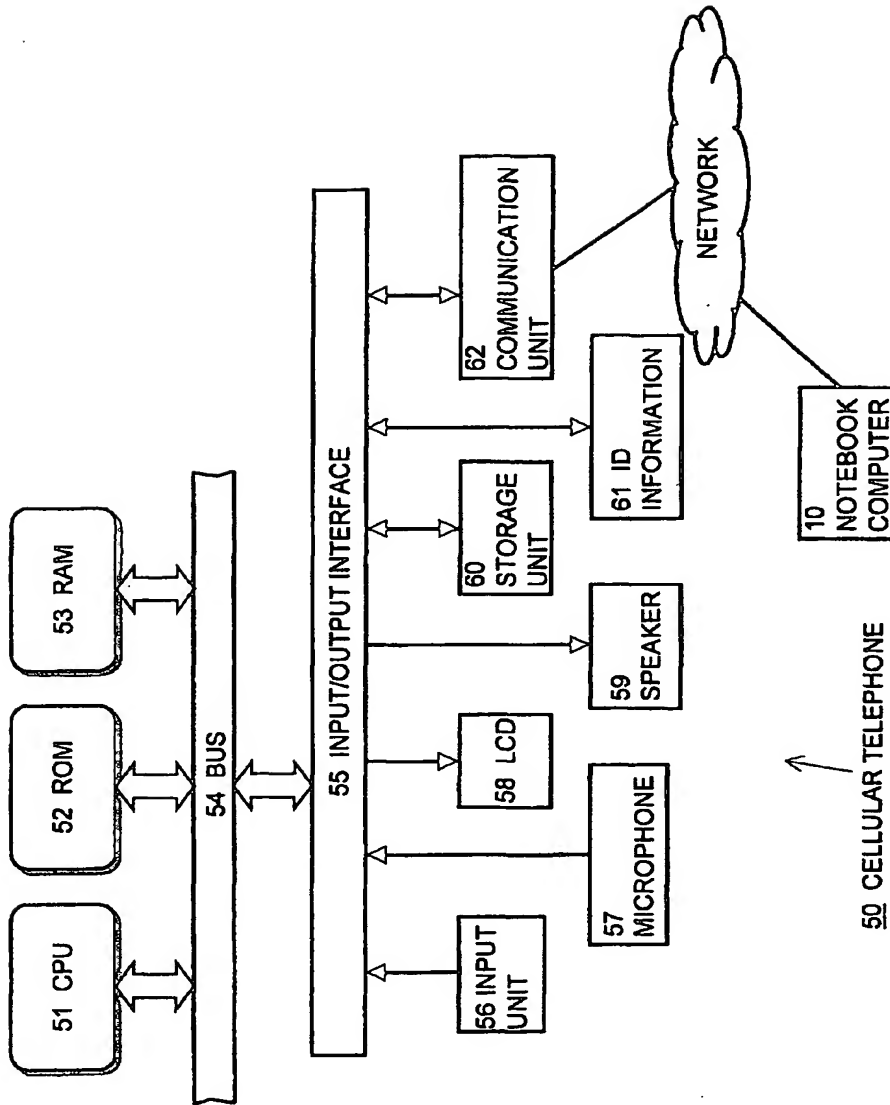 51 CPU
52 ROM
53 RAM
54 BUS
55 INPUT/OUTPUT INTERFACE
56 INPUT
UNIT
57
MICROPHONE
58 LCD
59
SPEAKER
60
STORAGE
UNIT
61 ID
INFORMATION
62
COMMUNICATION
UNIT
NETWORK
10
NOTEBOOK
COMPUTER
50 CELLULAR TELEPHONE